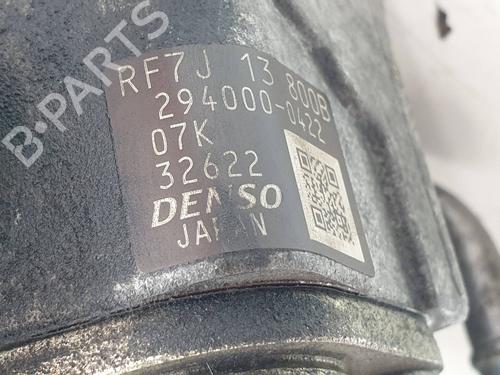 B-PARTS
RF7J 13 800B
294000-0422
07K
32622
DENSO
JAPAN